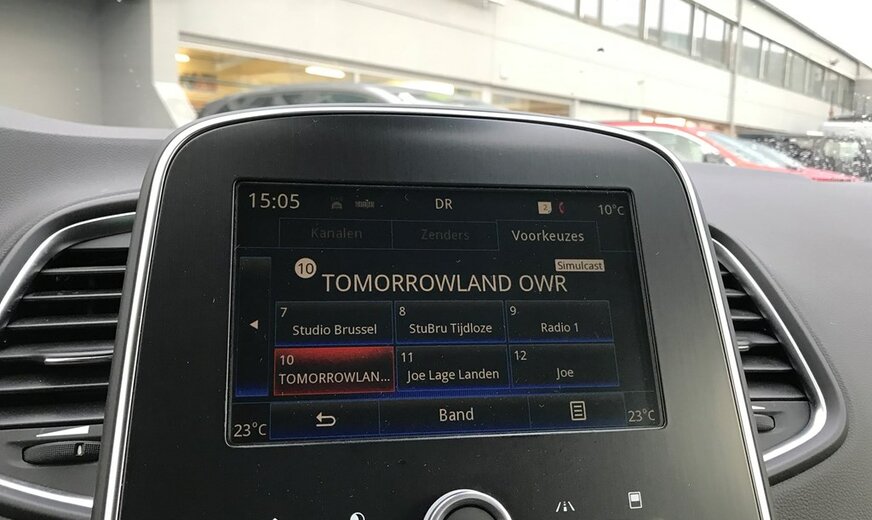 15:05 DR 2 10°C
Kanalen Zenders Voorkeuzes
Simulcast
10 TOMORROWLAND OWR
7 Studio Brussel
8 StuBru Tijdloze
9 Radio 1
10 TOMORROWLAN...
11 Joe Lage Landen
12 Joe
23°C Band 23°C